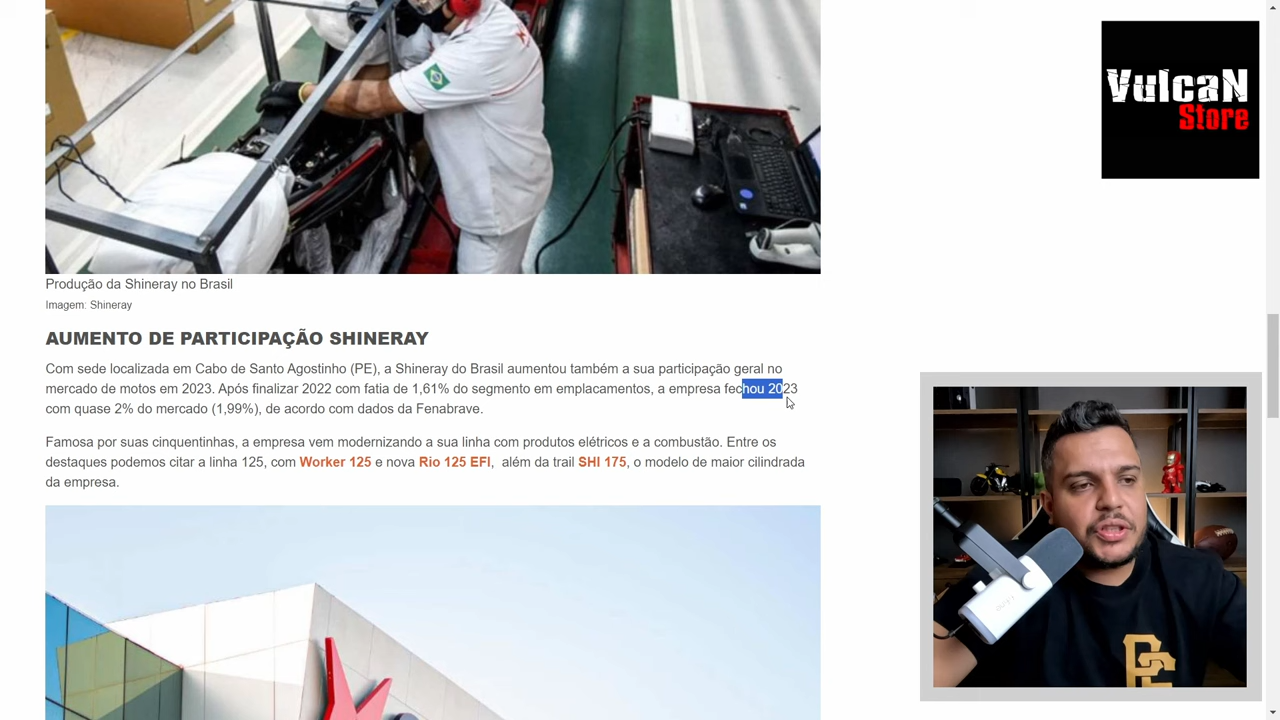 VulcaN
Store
Produção da Shineray no Brasil
Imagem: Shineray
AUMENTO DE PARTICIPAÇÃO SHINERAY
Com sede localizada em Cabo de Santo Agostinho (PE), a Shineray do Brasil aumentou também a sua participação geral no
mercado de motos em 2023. Após finalizar 2022 com fatia de 1,61% do segmento em emplacamentos, a empresa fechou 2023
com quase 2% do mercado (1,99%), de acordo com dados da Fenabrave.
Famosa por suas cinquentinhas, a empresa vem modernizando a sua linha com produtos elétricos e a combustão. Entre os
destaques podemos citar a linha 125, com Worker 125 e nova Rio 125 EFI,  além da trail SHI 175, o modelo de maior cilindrada
da empresa.